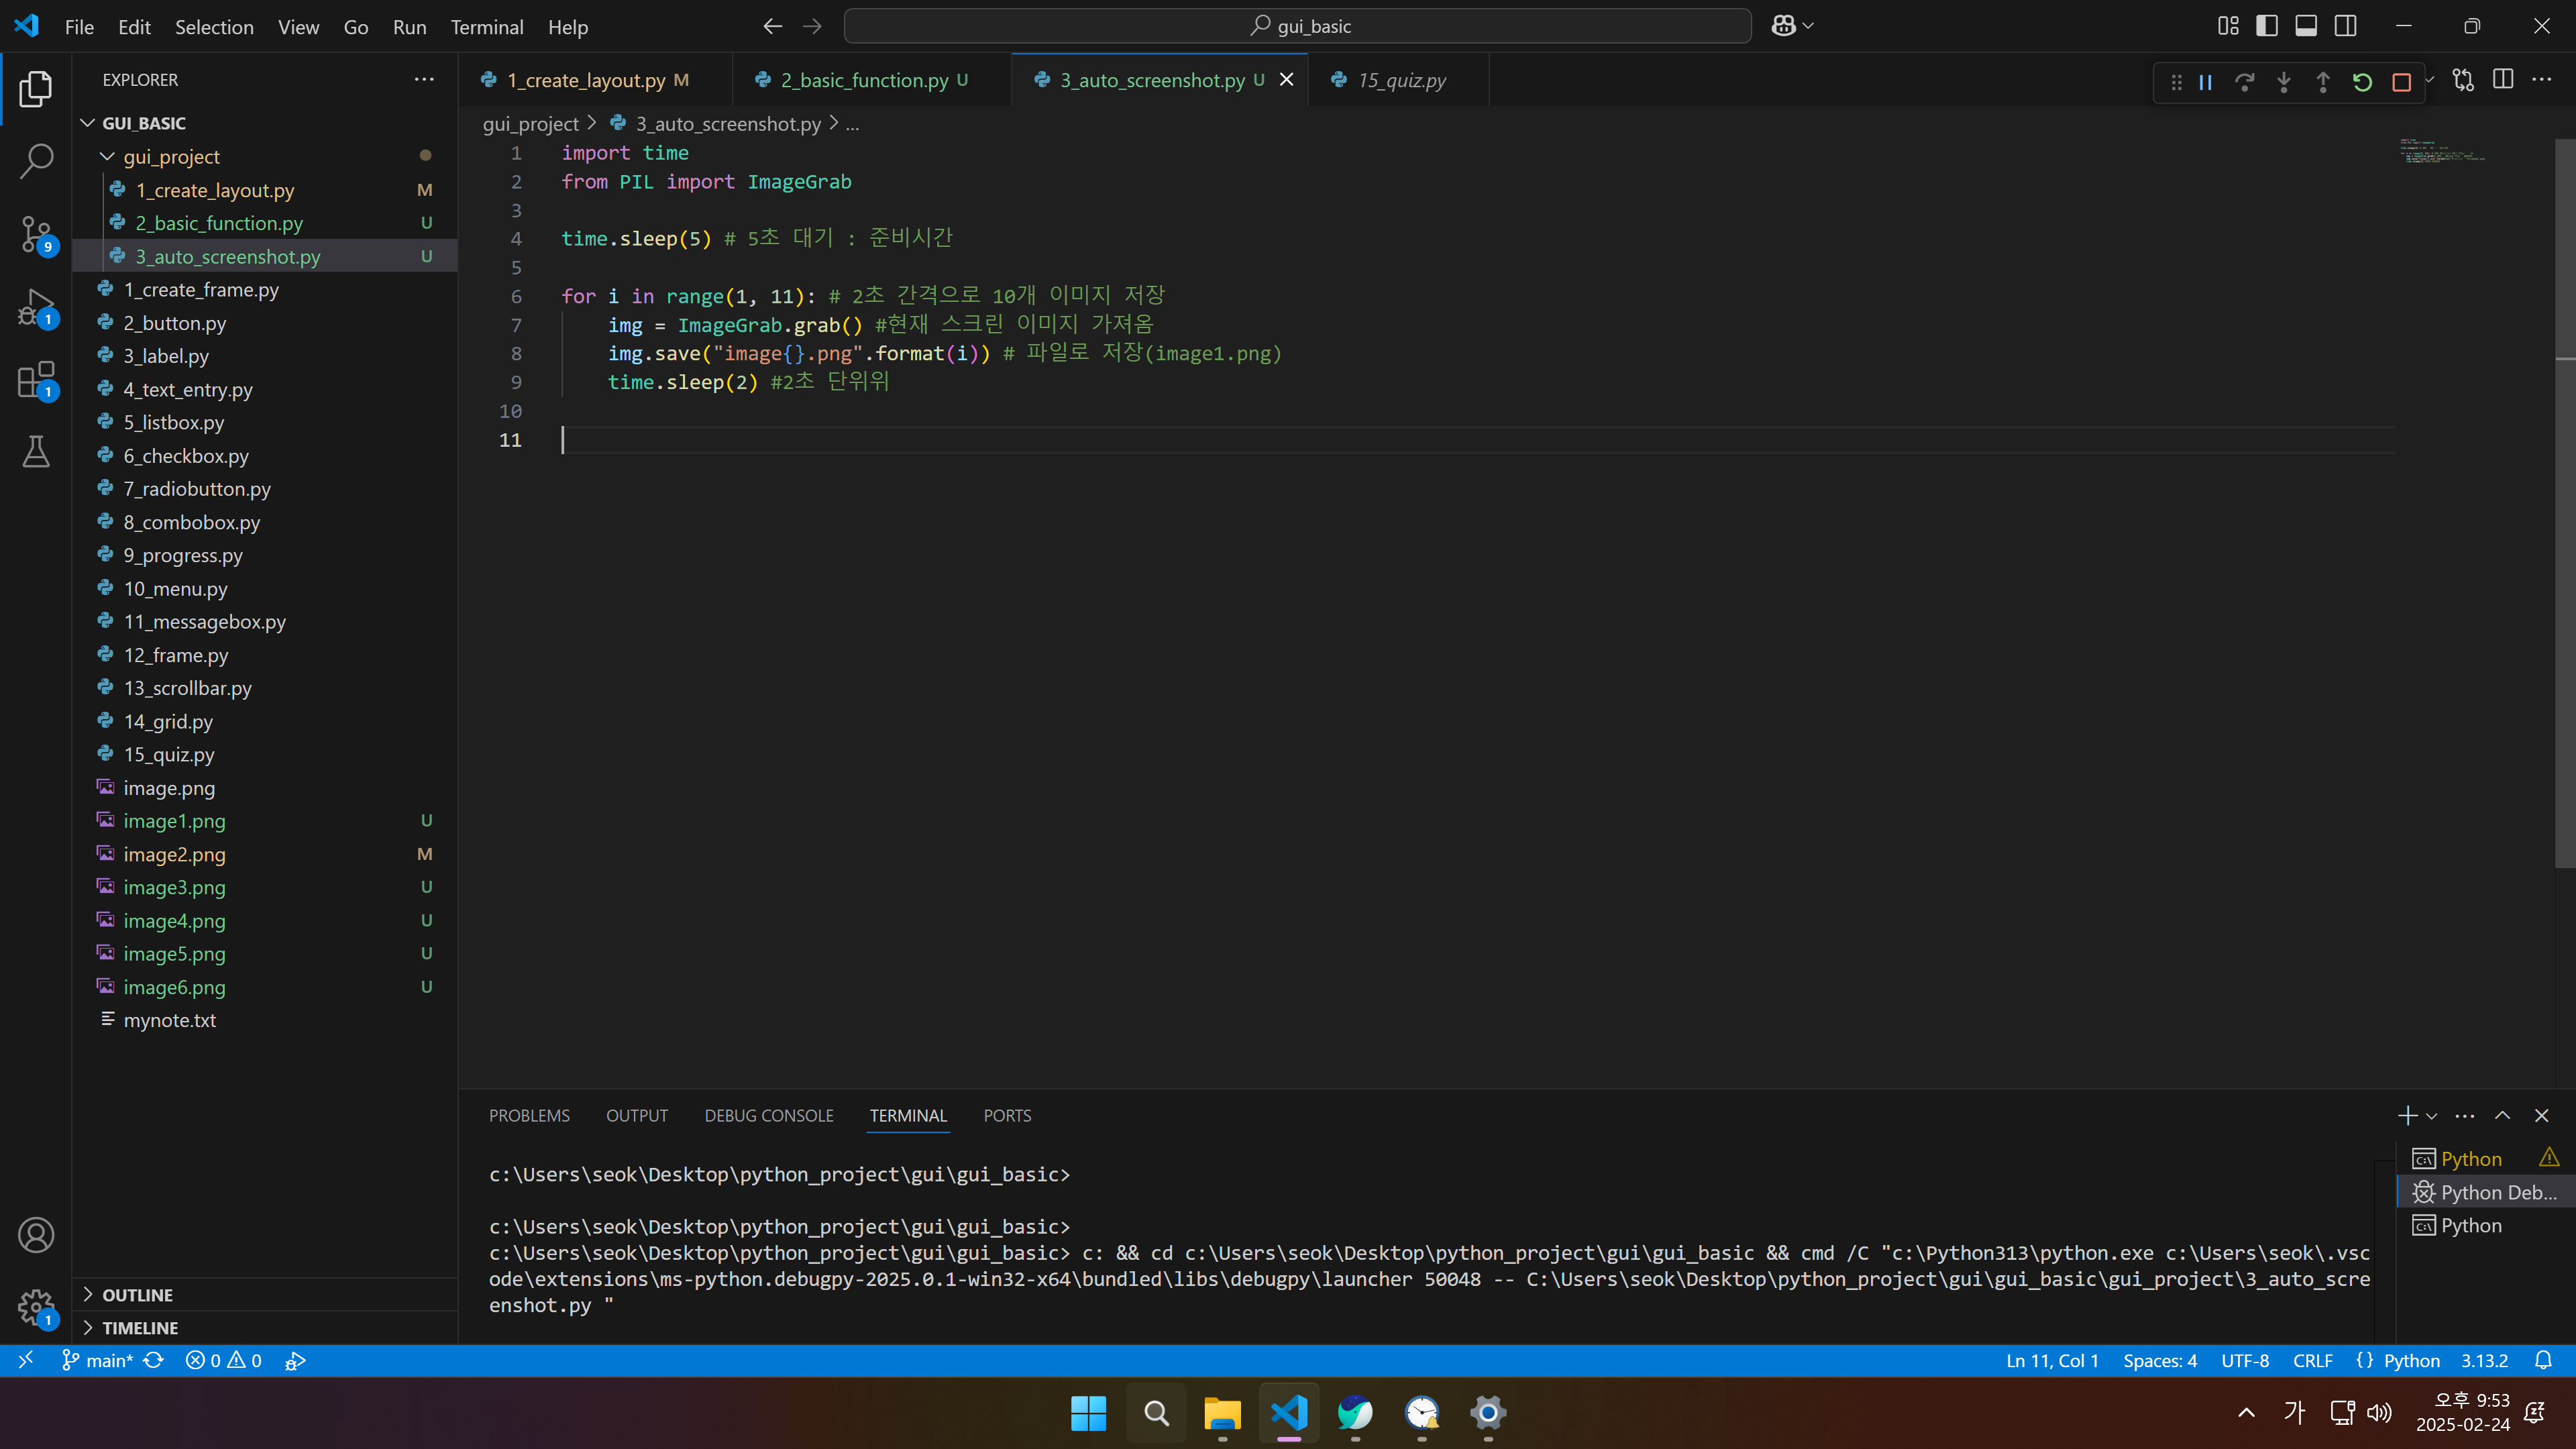 File Edit Selection View Go Run Terminal Help
gui_basic
EXPLORER
1_create_layout.py M
2_basic_function.py U
3_auto_screenshot.py U
15_quiz.py
GUI_BASIC
gui_project
1_create_layout.py M
2_basic_function.py U
3_auto_screenshot.py U
1_create_frame.py
2_button.py
3_label.py
4_text_entry.py
5_listbox.py
6_checkbox.py
7_radiobutton.py
8_combobox.py
9_progress.py
10_menu.py
11_messagebox.py
12_frame.py
13_scrollbar.py
14_grid.py
15_quiz.py
image.png
image1.png U
image2.png M
image3.png U
image4.png U
image5.png U
image6.png U
mynote.txt
OUTLINE
TIMELINE
9
1
1
1
gui_project > 3_auto_screenshot.py > ...
1 import time
2 from PIL import ImageGrab
3
4 time.sleep(5) # 5초 대기 : 준비시간
5
6 for i in range(1, 11): # 2초 간격으로 10개 이미지 저장
7 img = ImageGrab.grab() #현재 스크린 이미지 가져옴
8 img.save("image{}.png".format(i)) # 파일로 저장(image1.png)
9 time.sleep(2) #2초 단위위
10
11
PROBLEMS OUTPUT DEBUG CONSOLE TERMINAL PORTS
c:\Users\seok\Desktop\python_project\gui\gui_basic>
c:\Users\seok\Desktop\python_project\gui\gui_basic>
c:\Users\seok\Desktop\python_project\gui\gui_basic> c: && cd c:\Users\seok\Desktop\python_project\gui\gui_basic && cmd /C "c:\Python313\python.exe c:\Users\seok\.vsc
ode\extensions\ms-python.debugpy-2025.0.1-win32-x64\bundled\libs\debugpy\launcher 50048 -- C:\Users\seok\Desktop\python_project\gui\gui_basic\gui_project\3_auto_scre
enshot.py "
Python
Python Deb...
Python
main* 0 0
Ln 11, Col 1 Spaces: 4 UTF-8 CRLF {} Python 3.13.2
가
오후 9:53
2025-02-24